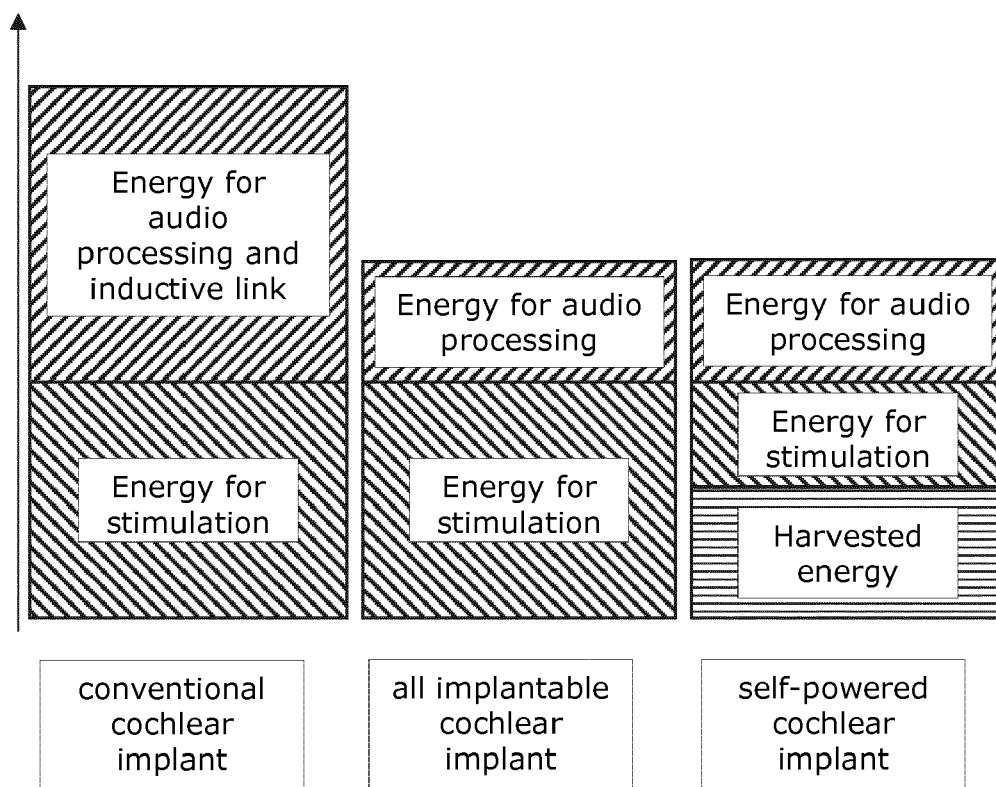 Energy for
audio
processing and
inductive link
Energy for
stimulation
Energy for audio
processing
Energy for
stimulation
Energy for audio
processing
Energy for
stimulation
Harvested
energy
conventional
cochlear
implant
all implantable
cochlear
implant
self-powered
cochlear
implant